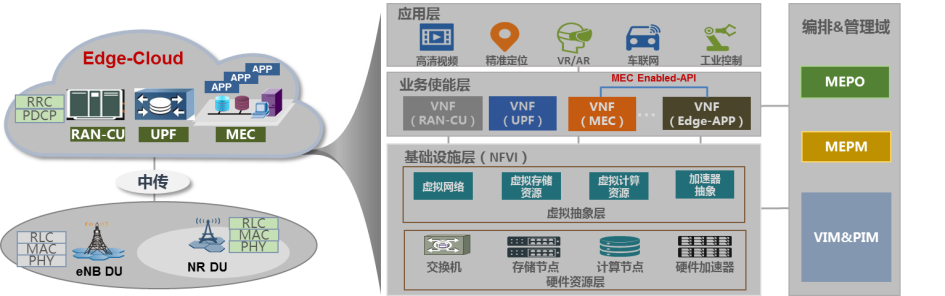 Edge-Cloud
APP
APP
APP
RRC
PDCP
RAN-CU
UPF
MEC
中传
RLC
MAC
PHY
eNB DU
NR DU
RLC
MAC
PHY
应用层
高清视频
精准定位
VR/AR
车联网
工业控制
业务使能层
MEC Enabled-API
VNF
（RAN-CU）
VNF
（UPF）
VNF
（MEC）
...
VNF
（Edge-APP）
基础设施层（NFVI）
虚拟网络
虚拟存储
资源
虚拟计算
资源
加速器
抽象
虚拟抽象层
交换机
存储节点
计算节点
硬件加速器
硬件资源层
编排&管理域
MEPO
MEPM
VIM&PIM